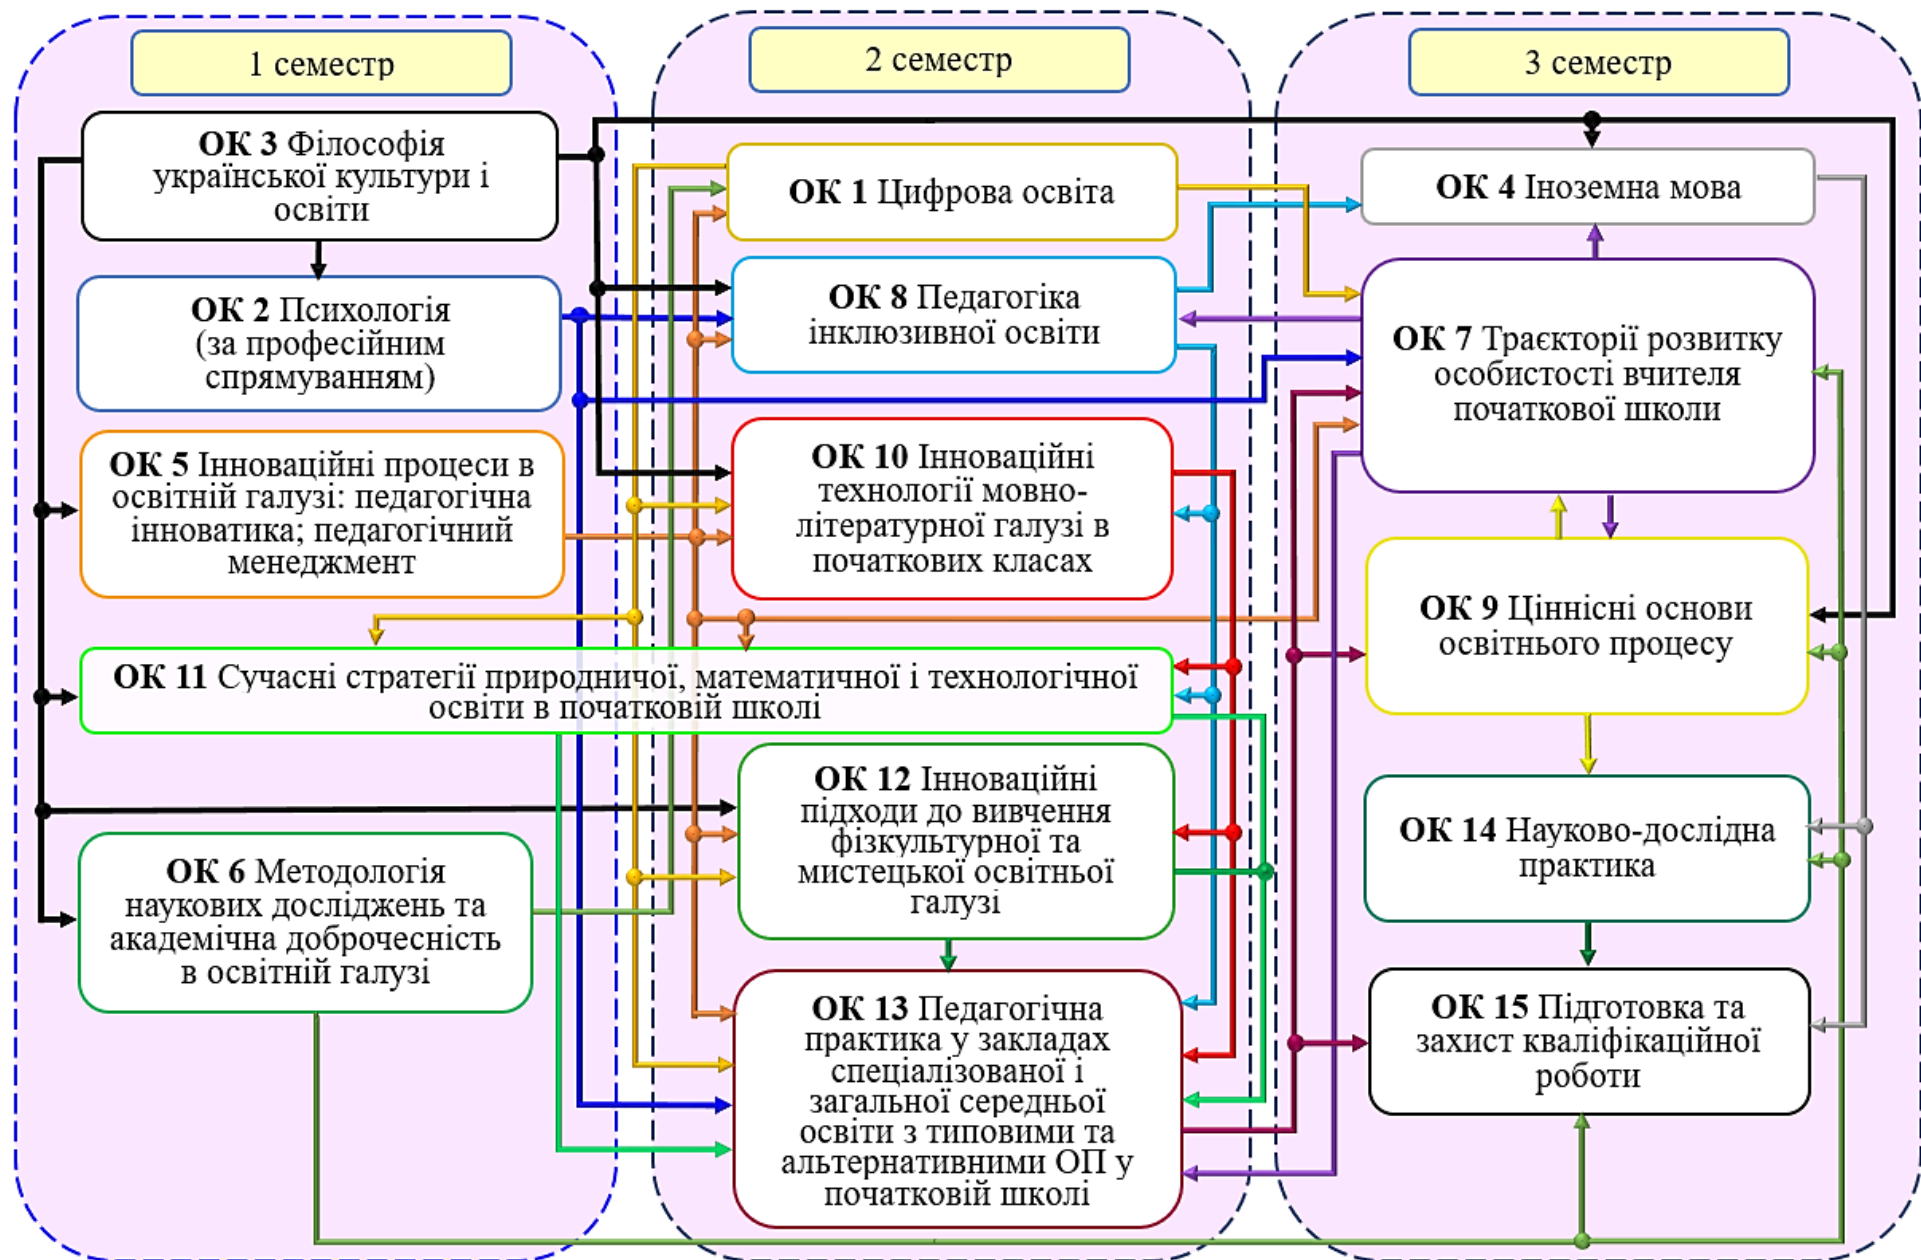 1 семестр
ОК 3 Філософія
української культури і
освіти
ОК 2 Психологія
(за професійним
спрямуванням)
ОК 5 Інноваційні процеси в
освітній галузі: педагогічна
інноватика; педагогічний
менеджмент
ОК 11 Сучасні стратегії природничої, математичної і технологічної
освіти в початковій школі
ОК 6 Методологія
наукових досліджень та
академічна доброчесність
в освітній галузі
2 семестр
ОК 1 Цифрова освіта
ОК 8 Педагогіка
інклюзивної освіти
ОК 10 Інноваційні
технології мовно-
літературної галузі в
початкових класах
ОК 12 Інноваційні
підходи до вивчення
фізкультурної та
мистецької освітньої
галузі
ОК 13 Педагогічна
практика у закладах
спеціалізованої і
загальної середньої
освіти з типовими та
альтернативними ОП у
початковій школі
3 семестр
ОК 4 Іноземна мова
ОК 7 Траєкторії розвитку
особистості вчителя
початкової школи
ОК 9 Ціннісні основи
освітнього процесу
ОК 14 Науково-дослідна
практика
ОК 15 Підготовка та
захист кваліфікаційної
роботи